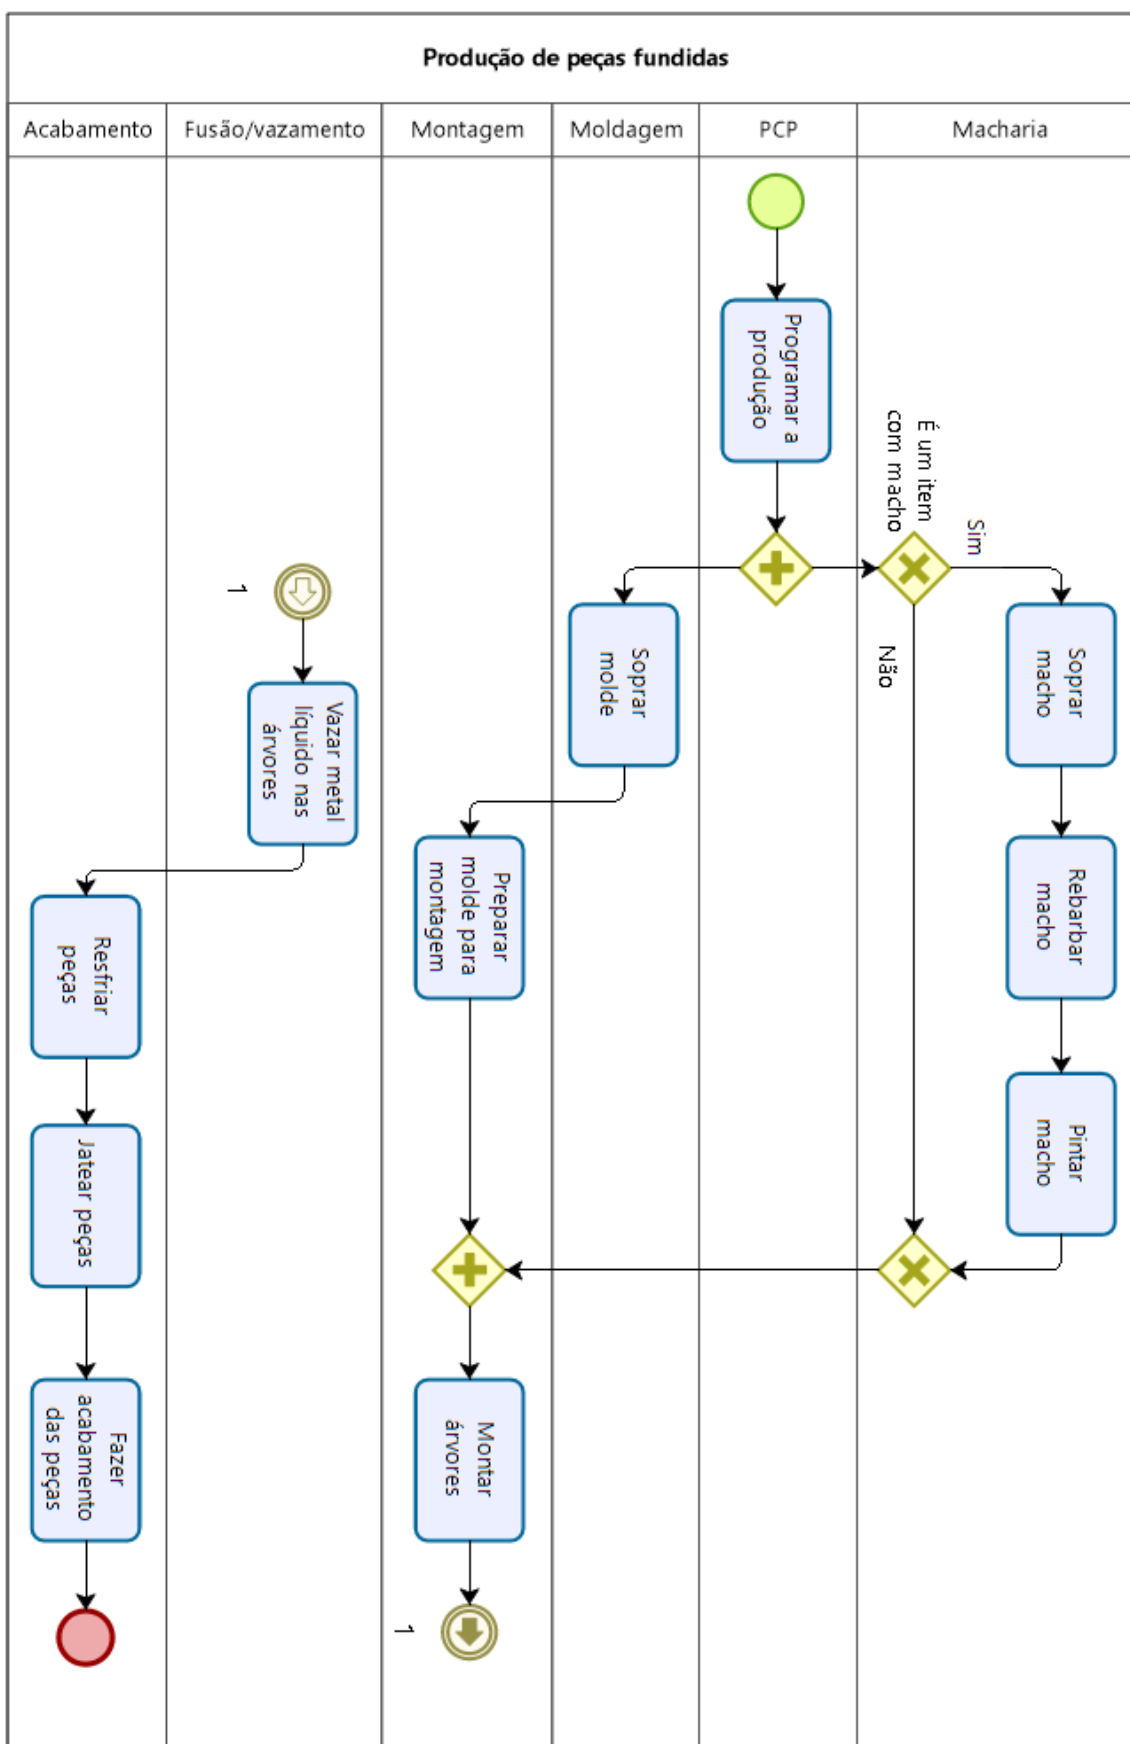 Produção de peças fundidas
Acabamento
Fusão/vazamento
Montagem
Moldagem
PCP
Macharia
Programar a
produção
É um item
com macho
Sim
Não
Soprar
macho
Rebarbar
macho
Pintar
macho
Soprar
molde
Preparar
molde para
montagem
Montar
árvores
1
1
Vazar metal
líquido nas
árvores
Resfriar
peças
Jatear peças
Fazer
acabamento
das peças